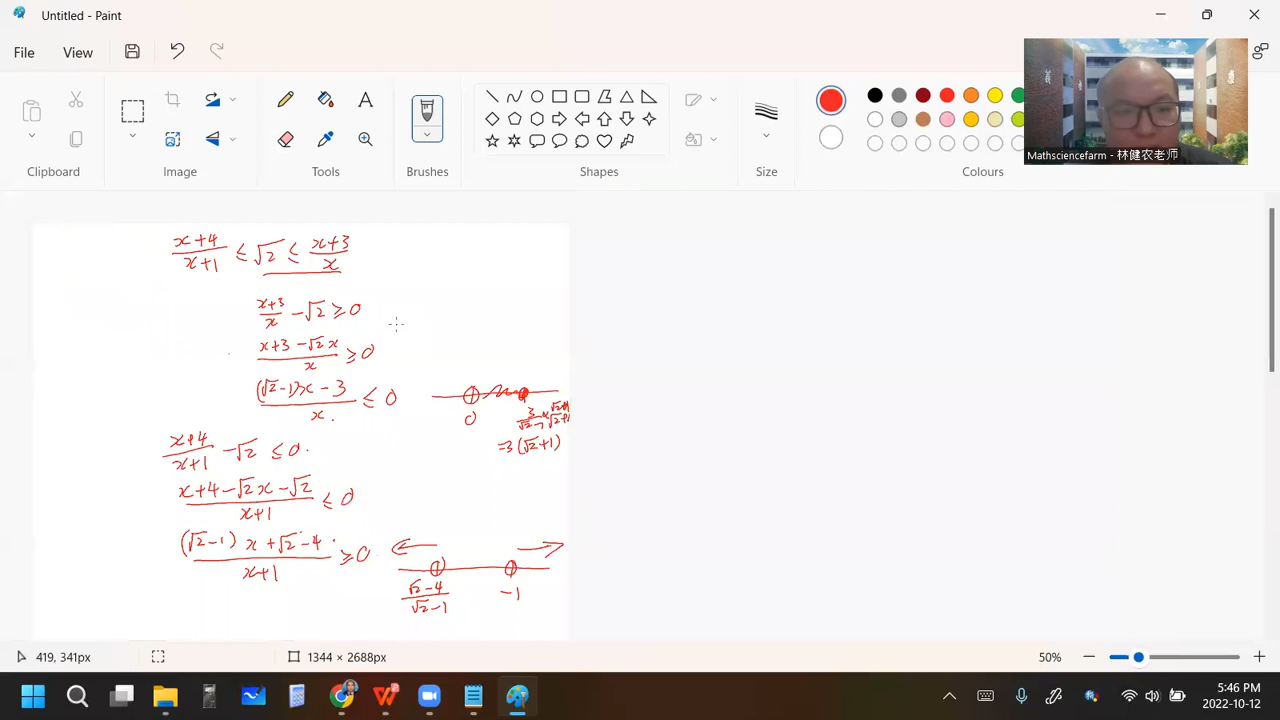 Untitled - Paint
File View
Clipboard
Image
Tools
Brushes
Shapes
Size
Colours
Mathsciencefarm - 林健农老师
x+4/x+1 ≤ √2 ≤ x+3/x
x+3/x - √2 ≥ 0
x+3-√2x/x ≥ 0
(√2-1)x-3/x ≤ 0
0
=3(√2+1)
x+4/x+1 - √2 ≤ 0.
x+4-√2x-√2/x+1 ≤ 0
(√2-1)x+√2-4/x+1 ≥ 0
√2-4/√2-1
-1
419, 341px
1344 × 2688px
50%
5:46 PM
2022-10-12